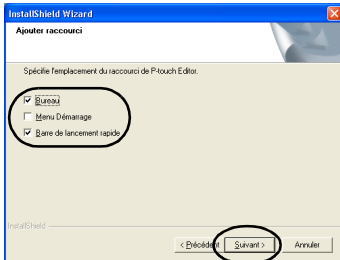 InstallShield Wizard
Ajouter raccourci
Spécifie l'emplacement du raccourci de P-touch Editor.
Bureau
Menu Démarrage
Barre de lancement rapide
InstallShield
< Précédent Suivant > Annuler